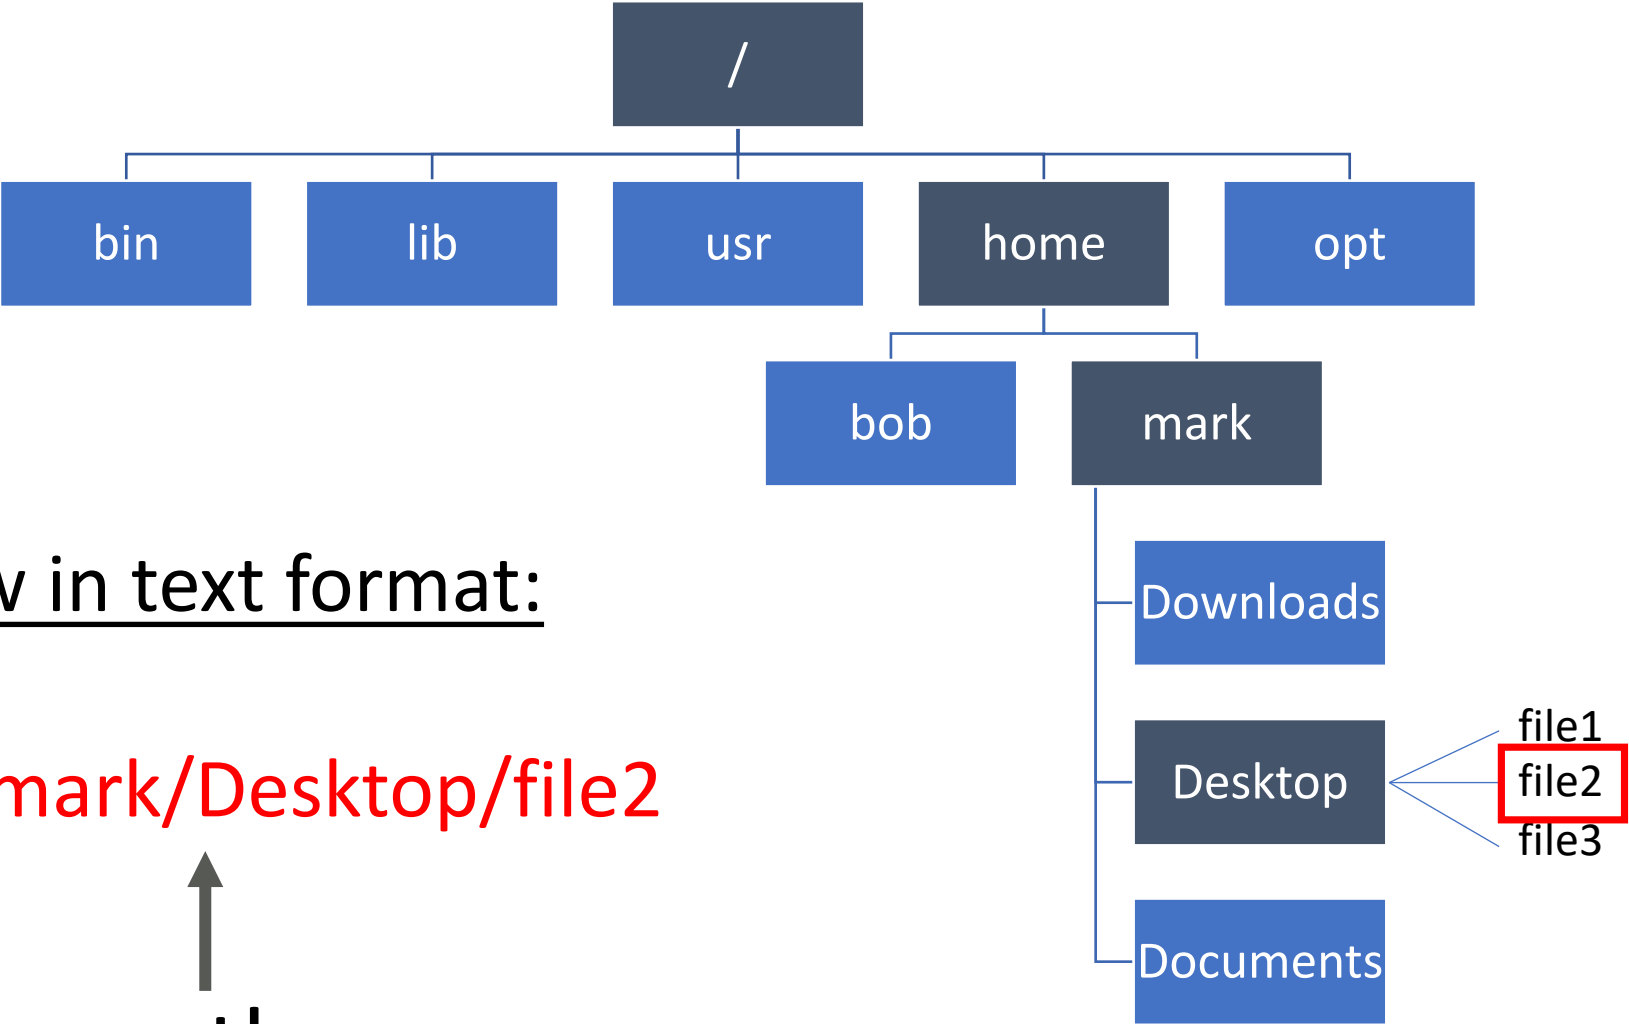 /
bin lib usr home opt
bob mark
Downloads
w in text format:
file1
mark/Desktop/file2
Desktop
file2
file3
Documents